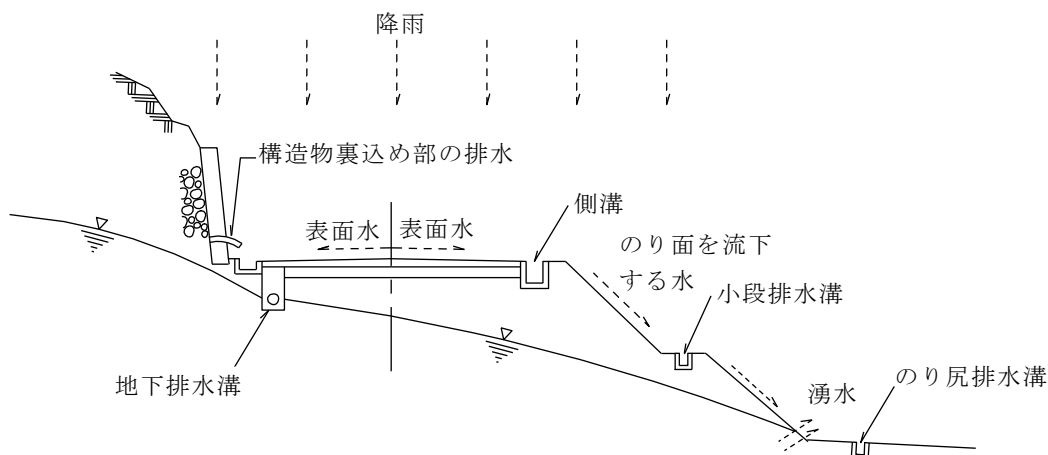 降雨
構造物裏込め部の排水
側溝
表面水
表面水
のり面を流下
する水
小段排水溝
地下排水溝
湧水
のり尻排水溝